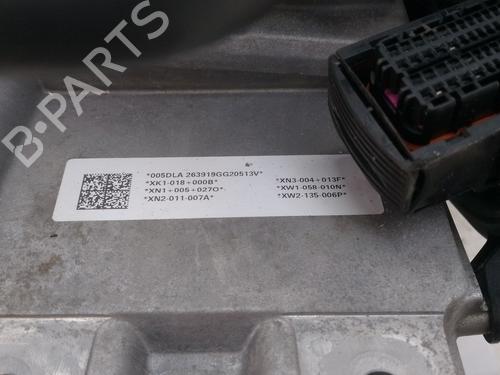 B-PARTS
*005DLA 263919GG20513V*
*XK1-018+000B*
*XN1+005+027O*
*XN2-011-007A*
*XN3-004+013F*
*XW1-058-010N*
*XW2-135-006P*